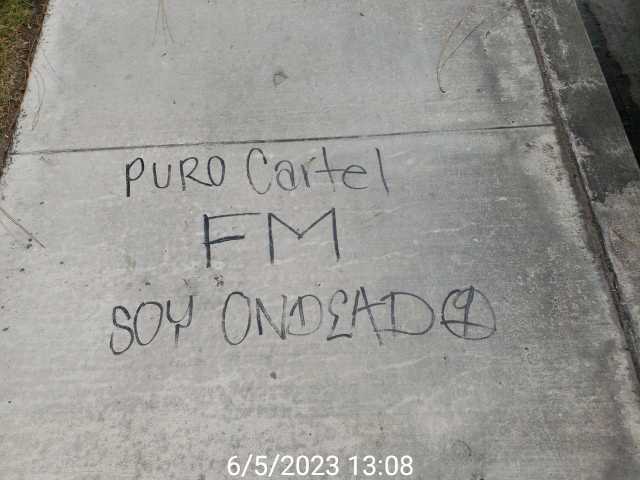 PURO Cartel
FM
SOY ONDEADO
6/5/2023 13:08